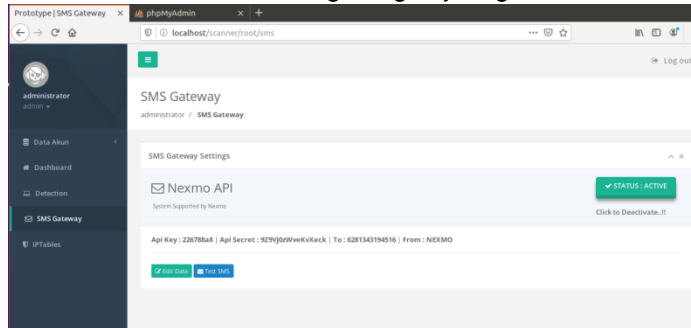 Prototype | SMS Gateway
phpMyAdmin
localhost/scanner/root/sms
Log out
administrator
admin
SMS Gateway
administrator / SMS Gateway
Data Akun
Dashboard
Detection
SMS Gateway
IPTables
SMS Gateway Settings
Nexmo API
System Supported by Nexmo
STATUS : ACTIVE
Click to Deactivate..!!
Api Key : 226788a8 | Api Secret : 9Z9Vj0zWveKvXeck | To : 6281343194516 | From : NEXMO
Edit Data
Test SMS